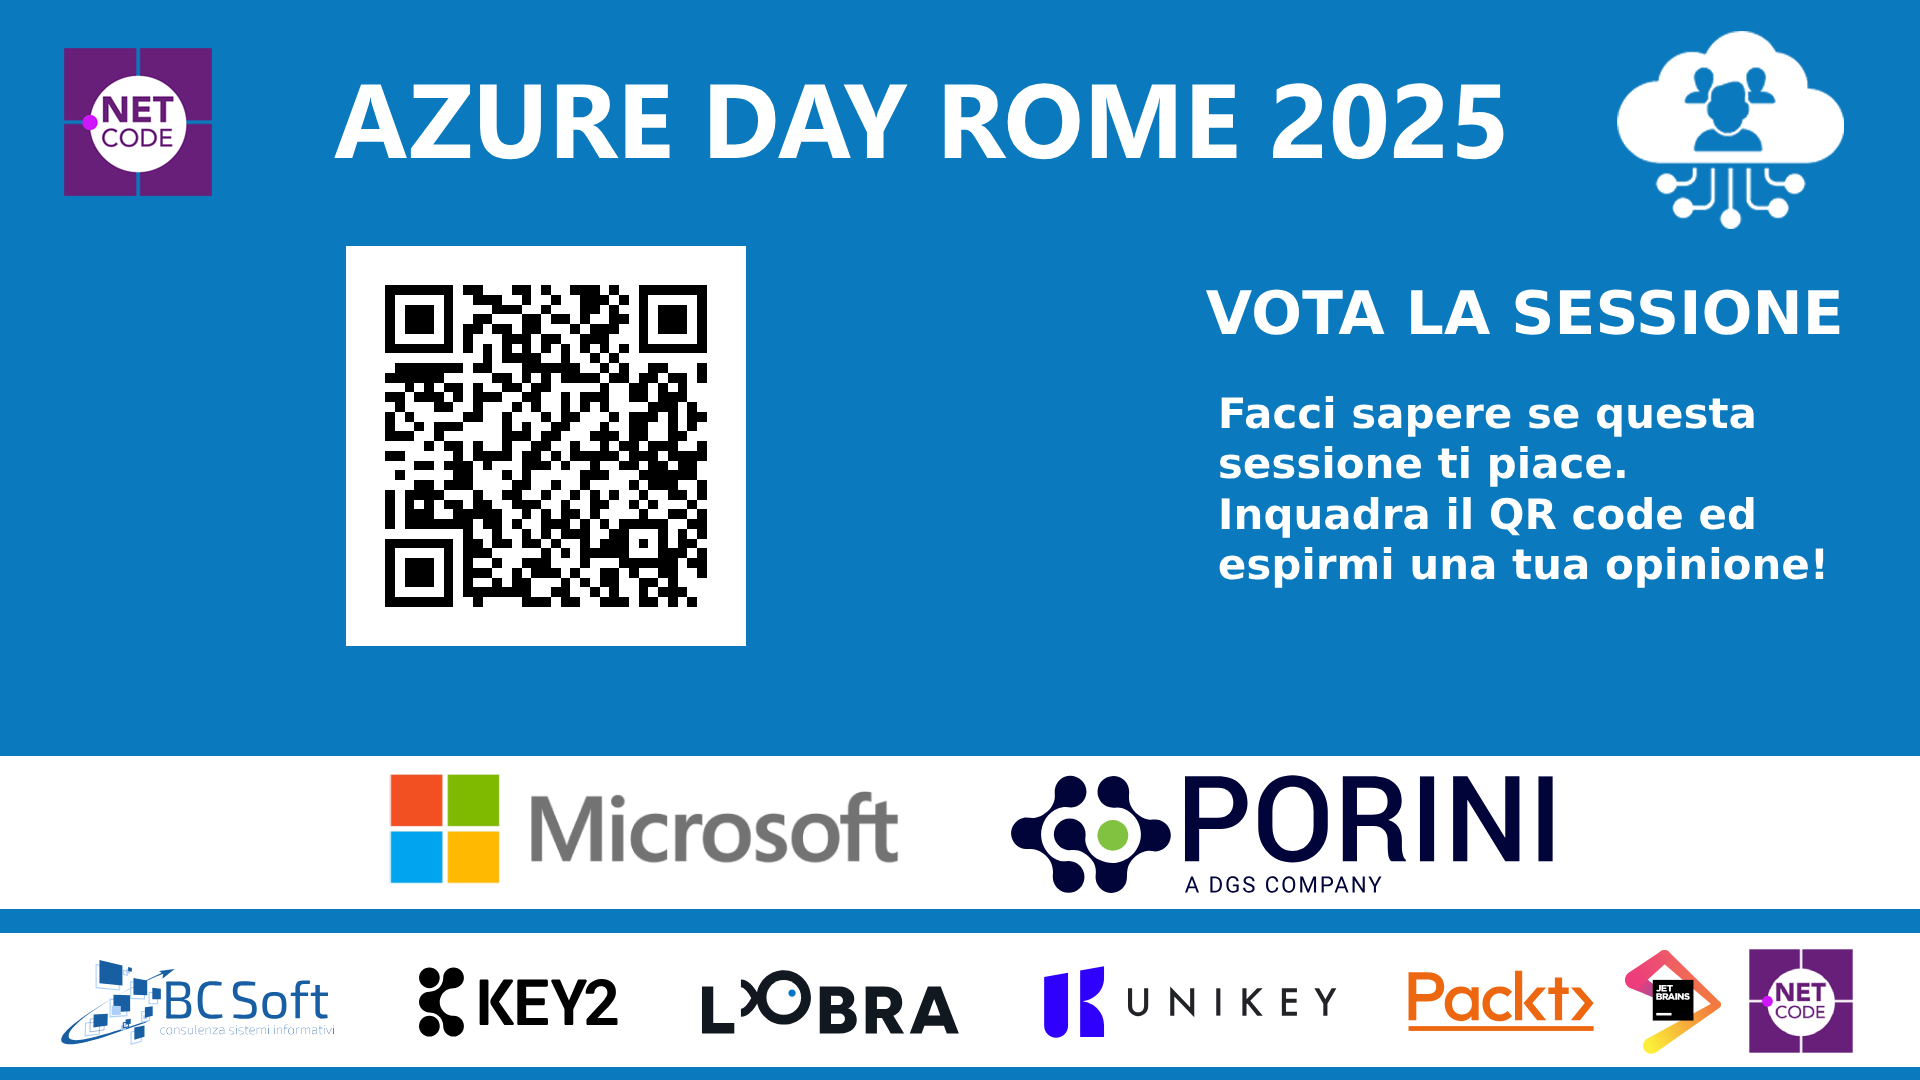 NET
CODE
AZURE DAY ROME 2025
VOTA LA SESSIONE
Facci sapere se questa
sessione ti piace.
Inquadra il QR code ed
espirmi una tua opinione!
Microsoft
PORINI
A DGS COMPANY
BC Soft
consulenza sistemi informativi
KEY2
LOBRA
UNIKEY
Packt
JET
BRAINS
NET
CODE